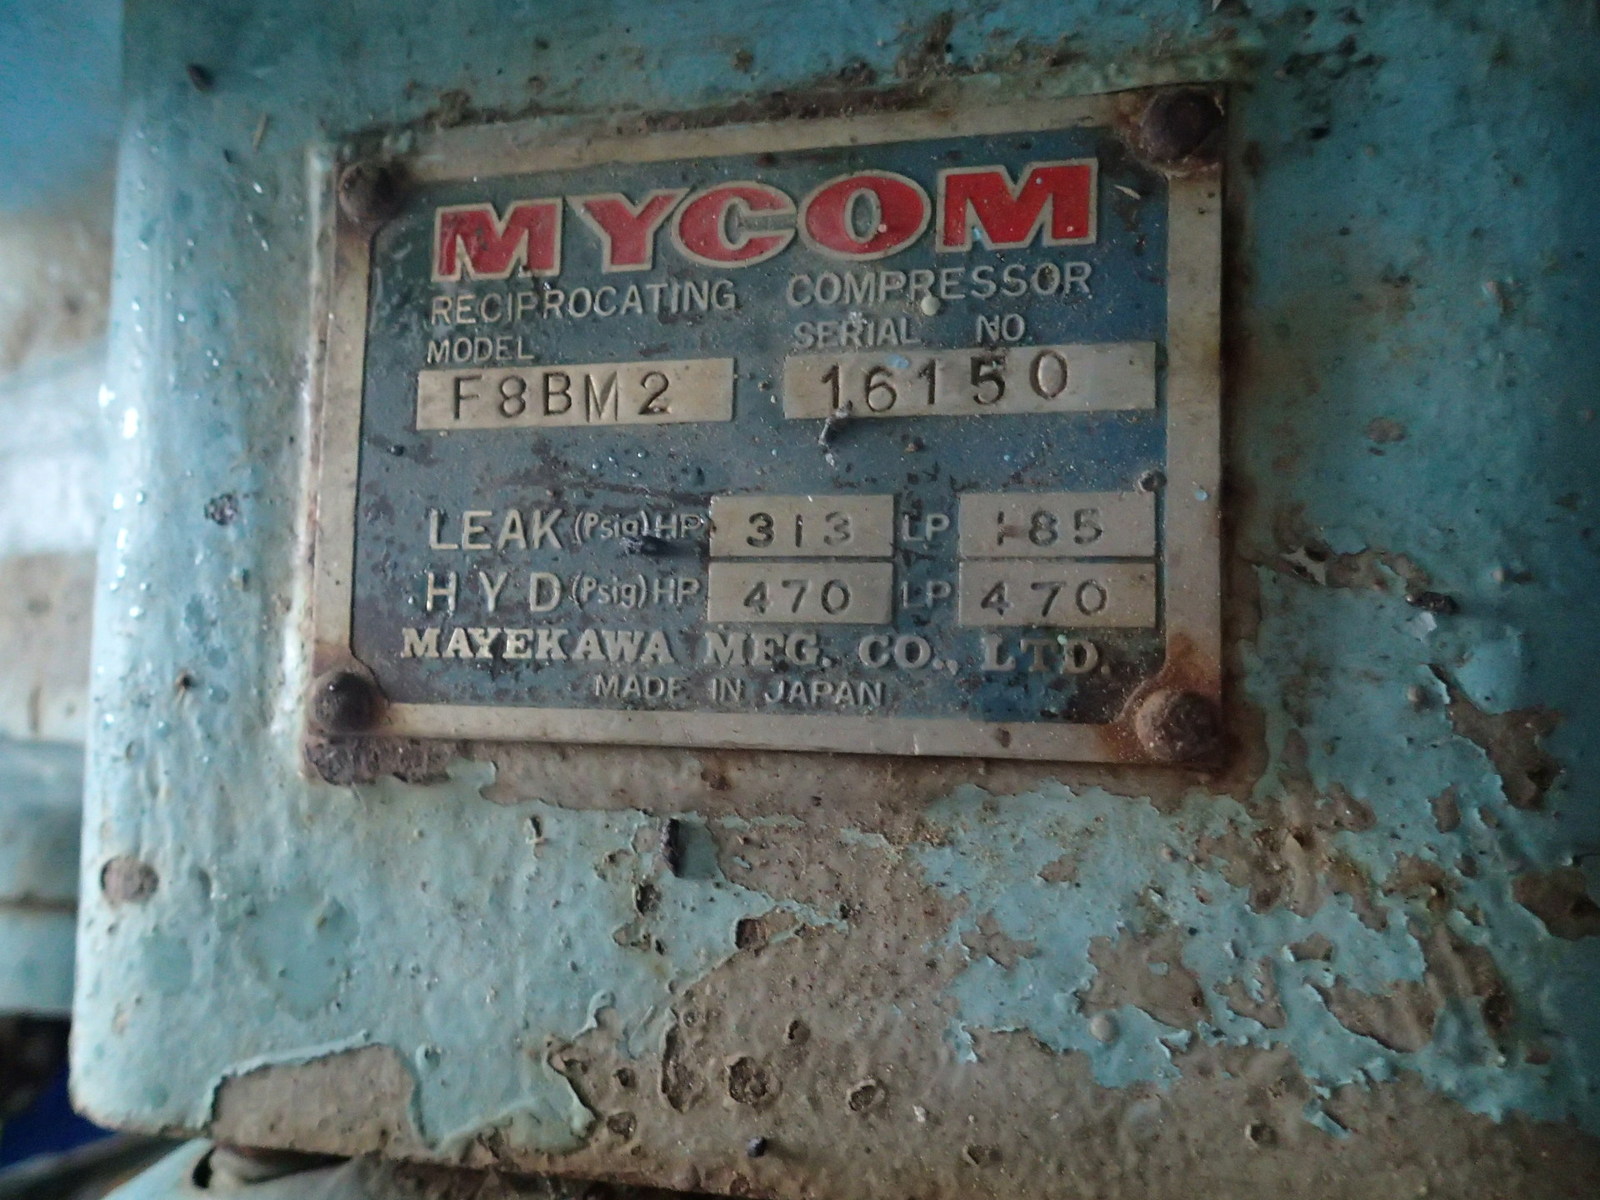 MYCOM
RECIPROCATING COMPRESSOR
MODEL SERIAL NO.
F8BM2 16150
LEAK (Psig) HP 313 LP 185
HYD (Psig) HP 470 LP 470
MAYEKAWA MFG. CO., LTD.
MADE IN JAPAN